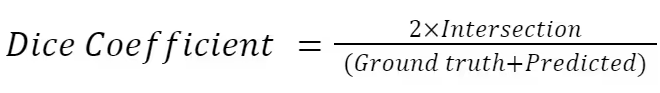 Dice Coefficient = 2×Intersection / (Ground truth+Predicted)